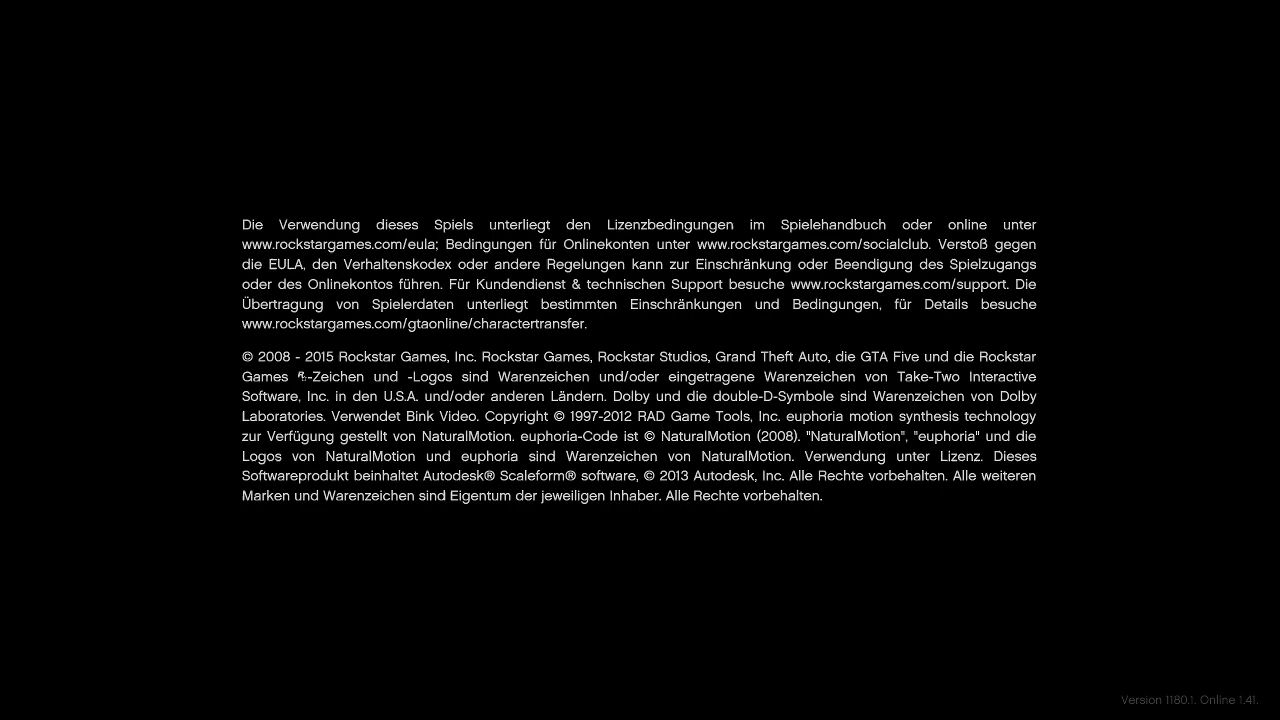 Die Verwendung dieses Spiels unterliegt den Lizenzbedingungen im Spielehandbuch oder online unter
www.rockstargames.com/eula; Bedingungen für Onlinekonten unter www.rockstargames.com/socialclub. Verstoß gegen
die EULA, den Verhaltenskodex oder andere Regelungen kann zur Einschränkung oder Beendigung des Spielzugangs
oder des Onlinekontos führen. Für Kundendienst & technischen Support besuche www.rockstargames.com/support. Die
Übertragung von Spielerdaten unterliegt bestimmten Einschränkungen und Bedingungen, für Details besuche
www.rockstargames.com/gtaonline/charactertransfer.
© 2008 - 2015 Rockstar Games, Inc. Rockstar Games, Rockstar Studios, Grand Theft Auto, die GTA Five und die Rockstar
Games R*-Zeichen und -Logos sind Warenzeichen und/oder eingetragene Warenzeichen von Take-Two Interactive
Software, Inc. in den U.S.A. und/oder anderen Ländern. Dolby und die double-D-Symbole sind Warenzeichen von Dolby
Laboratories. Verwendet Bink Video. Copyright © 1997-2012 RAD Game Tools, Inc. euphoria motion synthesis technology
zur Verfügung gestellt von NaturalMotion. euphoria-Code ist © NaturalMotion (2008). "NaturalMotion", "euphoria" und die
Logos von NaturalMotion und euphoria sind Warenzeichen von NaturalMotion. Verwendung unter Lizenz. Dieses
Softwareprodukt beinhaltet Autodesk® Scaleform® software, © 2013 Autodesk, Inc. Alle Rechte vorbehalten. Alle weiteren
Marken und Warenzeichen sind Eigentum der jeweiligen Inhaber. Alle Rechte vorbehalten.
Version 1180.1. Online 1.41.